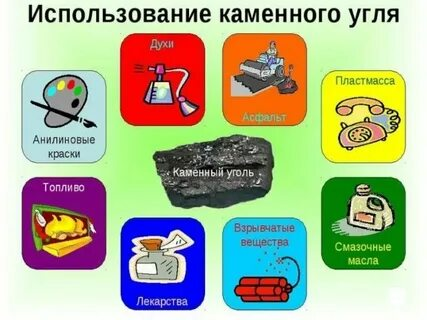 Использование каменного угля
Духи
Асфальт
Анилиновые
краски
Пластмасса
Каменный уголь
Топливо
Лекарства
Взрывчатые
вещества
Смазочные
масла